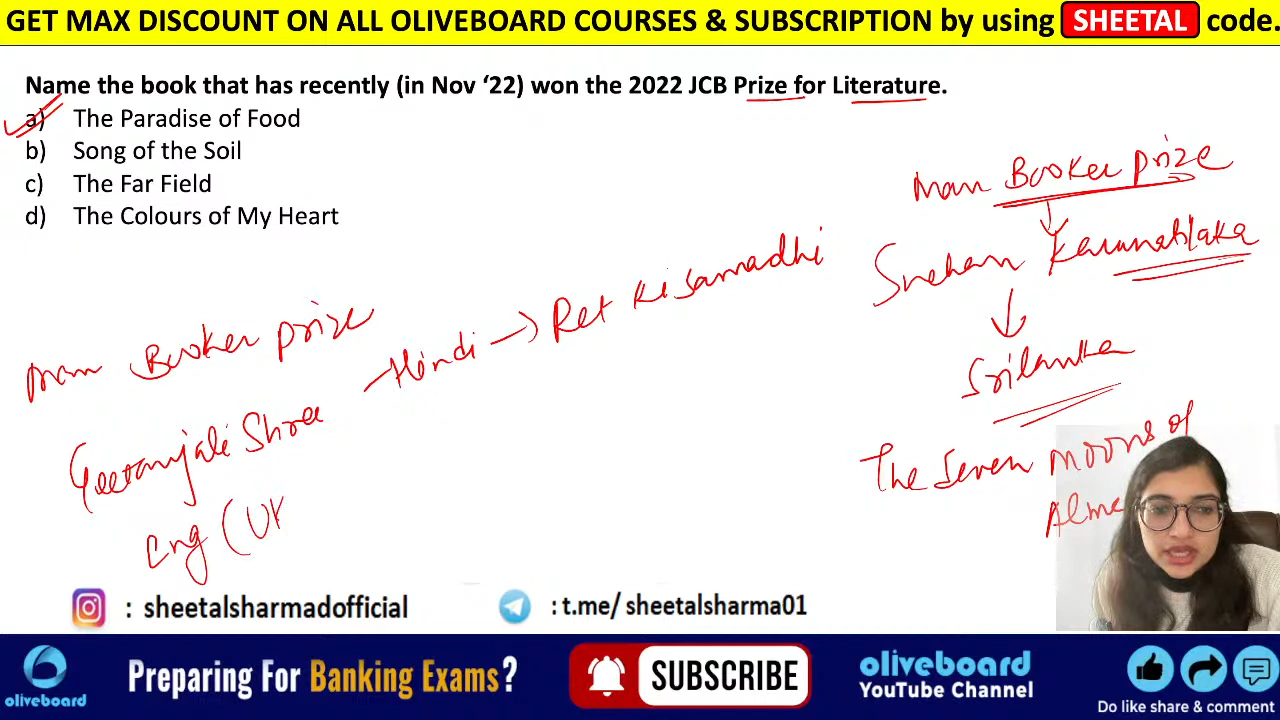 GET MAX DISCOUNT ON ALL OLIVEBOARD COURSES & SUBSCRIPTION by using SHEETAL code.
Name the book that has recently (in Nov ‘22) won the 2022 JCB Prize for Literature.
a) The Paradise of Food
b) Song of the Soil
c) The Far Field
d) The Colours of My Heart
Man Booker prize
Karunatilaka
Srilanka
The Seven Moons of
Alme
Man Booker prize
Hindi → Ret ki samadhi
Geetanjali Shree
Eng (UK
: sheetalsharmadofficial
: t.me/ sheetalsharma01
oliveboard
Preparing For Banking Exams?
SUBSCRIBE
oliveboard
YouTube Channel
Do like share & comment